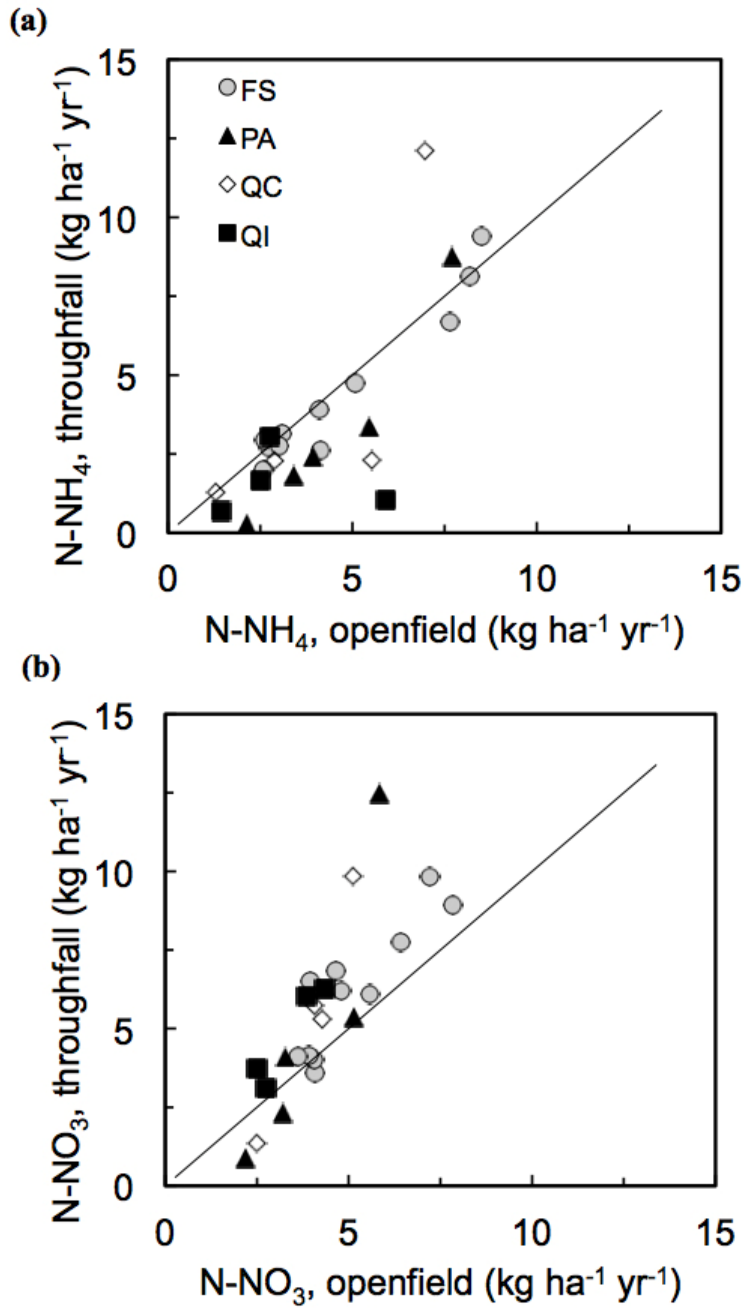 (a)
N-NH₄, throughfall (kg ha⁻¹ yr⁻¹)
15
10
5
0
FS
PA
QC
QI
0 5 10 15
N-NH₄, openfield (kg ha⁻¹ yr⁻¹)
(b)
N-NO₃, throughfall (kg ha⁻¹ yr⁻¹)
15
10
5
0
0 5 10 15
N-NO₃, openfield (kg ha⁻¹ yr⁻¹)